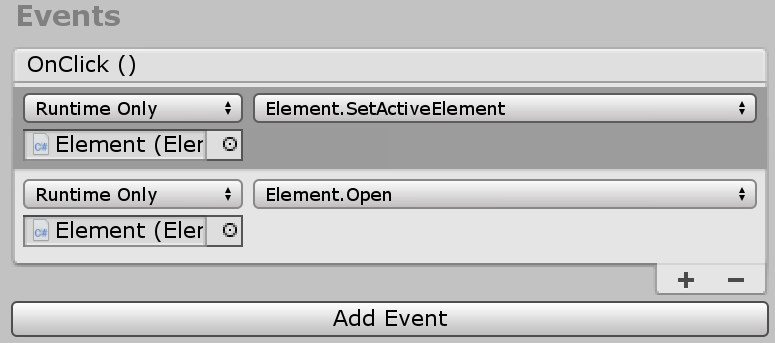 Events
OnClick ()
Runtime Only Element.SetActiveElement
C# Element (Eler
Runtime Only Element.Open
C# Element (Eler
+ −
Add Event